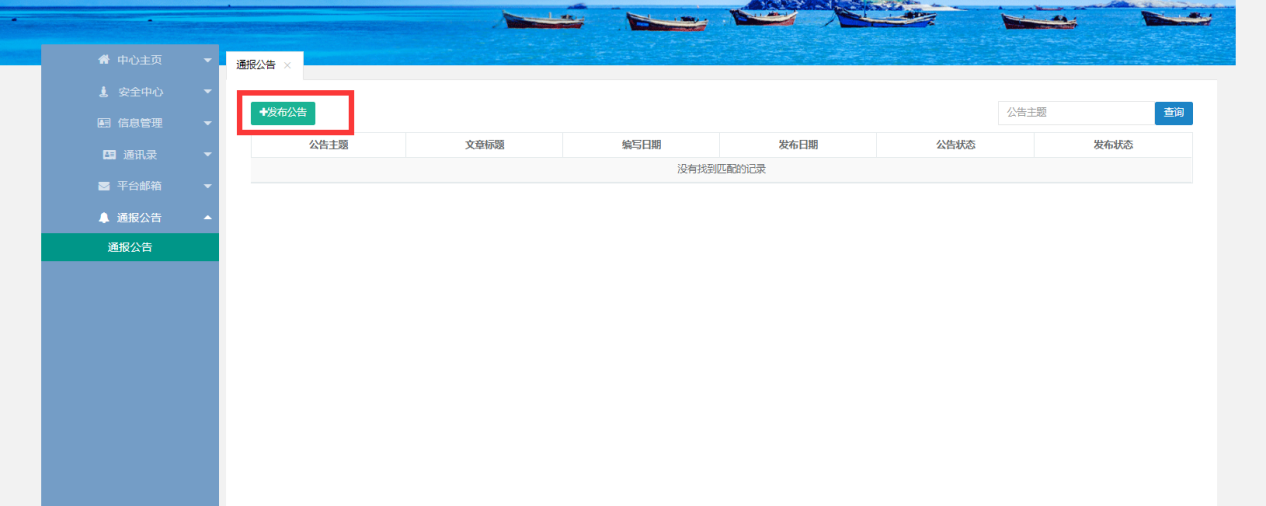 中心主页
通报公告 ×
安全中心
+发布公告
公告主题
查询
信息管理
公告主题 文章标题 编写日期 发布日期 公告状态 发布状态
通讯录
没有找到匹配的记录
平台邮箱
通报公告
通报公告